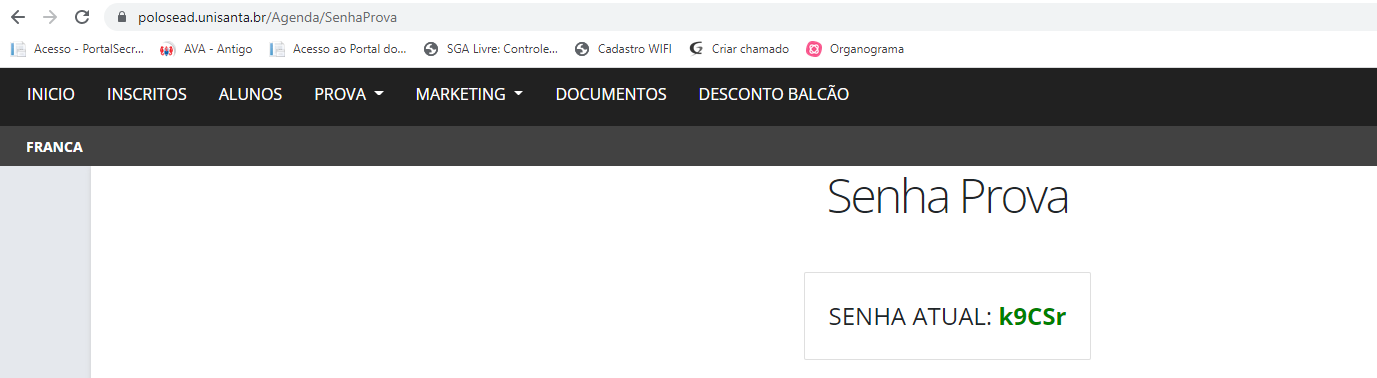 polosead.unisanta.br/Agenda/SenhaProva
Acesso - PortalSecr... AVA - Antigo Acesso ao Portal do... SGA Livre: Controle... Cadastro WIFI Criar chamado Organograma
INICIO INSCRITOS ALUNOS PROVA MARKETING DOCUMENTOS DESCONTO BALCÃO
FRANCA
Senha Prova
SENHA ATUAL: k9CSr